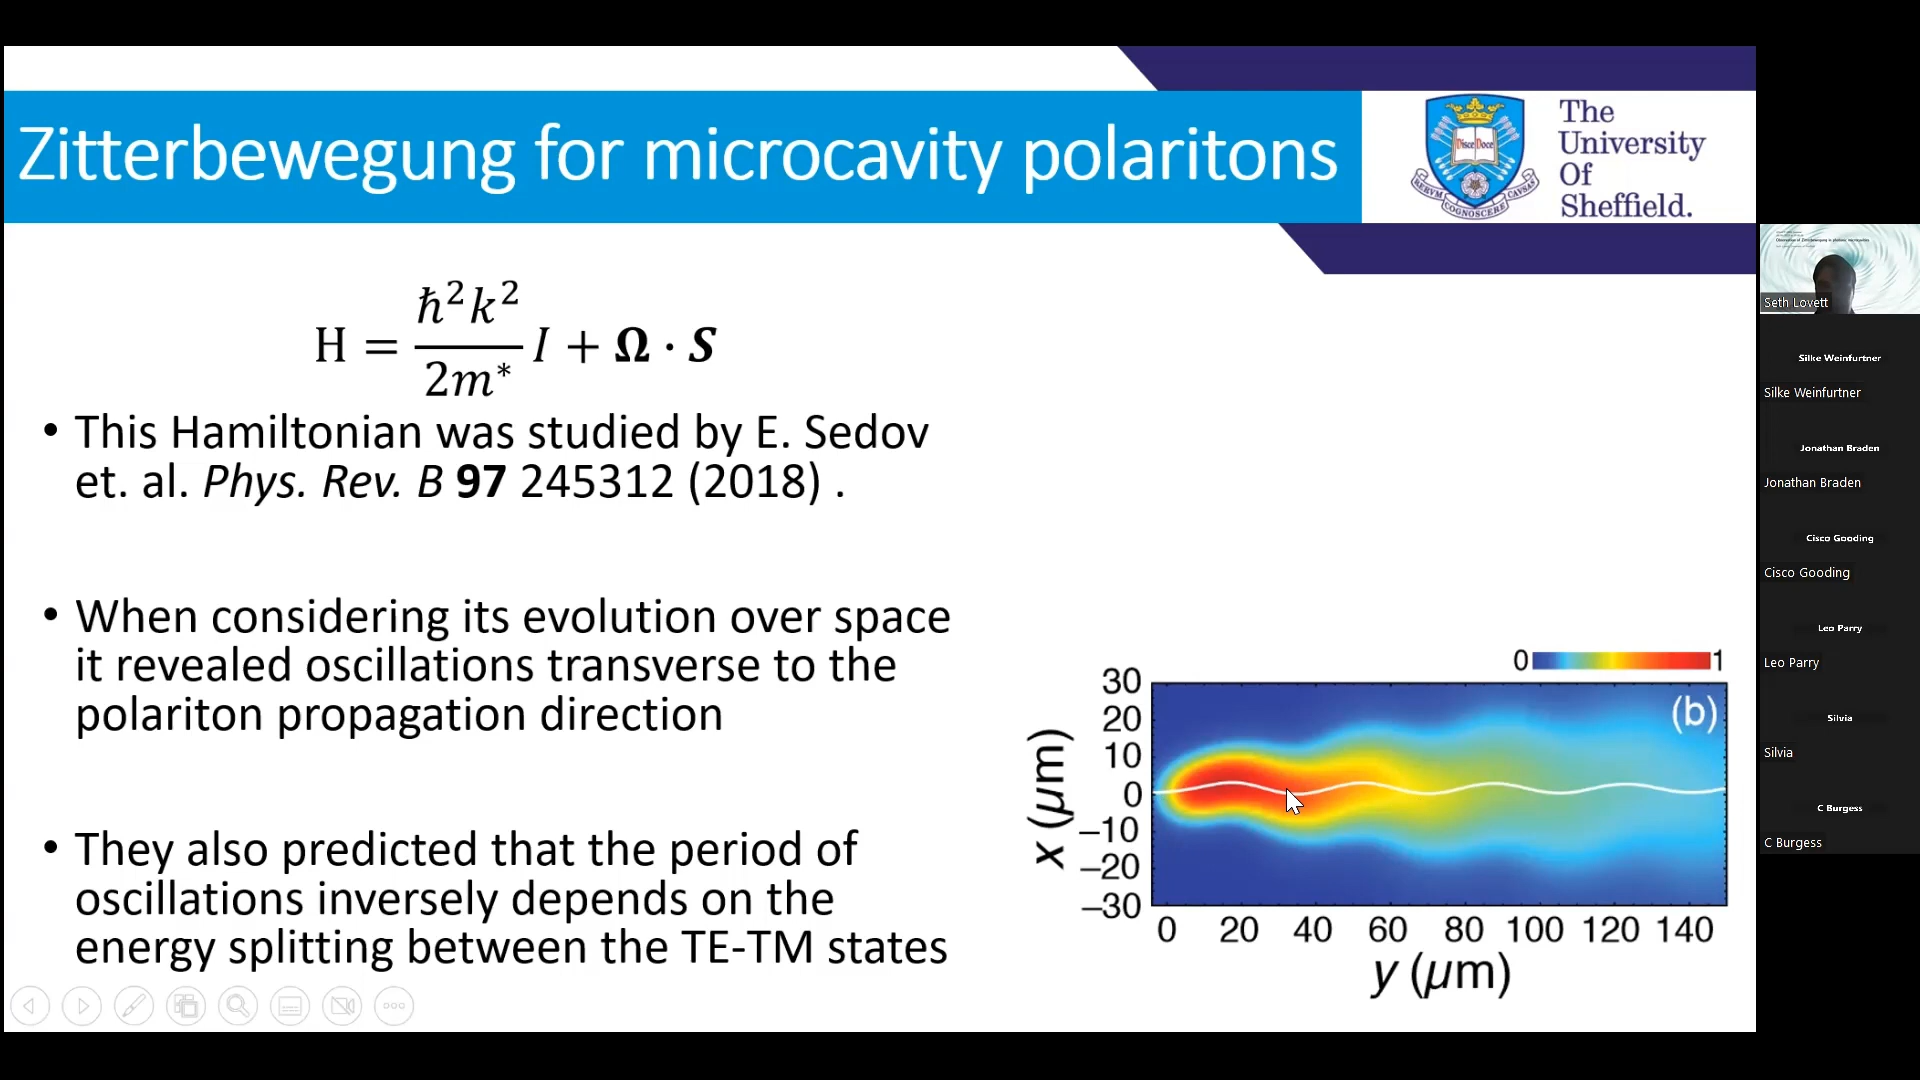 Zitterbewegung for microcavity polaritons
The
University
Of
Sheffield.
Disce Doce
RERVM COGNOSCERE CAVSAS
H = ħ²k²/2m* I + Ω · S
• This Hamiltonian was studied by E. Sedov
et. al. Phys. Rev. B 97 245312 (2018) .
• When considering its evolution over space
it revealed oscillations transverse to the
polariton propagation direction
• They also predicted that the period of
oscillations inversely depends on the
energy splitting between the TE-TM states
0 1
(b)
30
20
10
0
−10
−20
−30
x (μm)
0 20 40 60 80 100 120 140
y (μm)
Seth Lovett
Silke Weinfurtner
Silke Weinfurtner
Jonathan Braden
Jonathan Braden
Cisco Gooding
Cisco Gooding
Leo Parry
Leo Parry
Silvia
Silvia
C Burgess
C Burgess